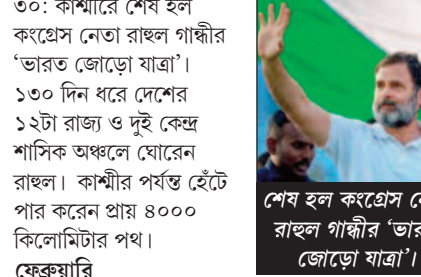 ৩০: কাশ্মীরে শেষ হল
কংগ্রেস নেতা রাহুল গান্ধীর
‘ভারত জোড়ো যাত্রা’।
১৩০ দিন ধরে দেশের
১২টা রাজ্য ও দুই কেন্দ্র
শাসিক অঞ্চলে ঘোরেন
রাহুল। কাশ্মীর পর্যন্ত হেঁটে
পার করেন প্রায় ৪০০০
কিলোমিটার পথ।
ফেব্রুয়ারি
শেষ হল কংগ্রেস
রাহুল গান্ধীর
জোড়ো যাত্রা’।